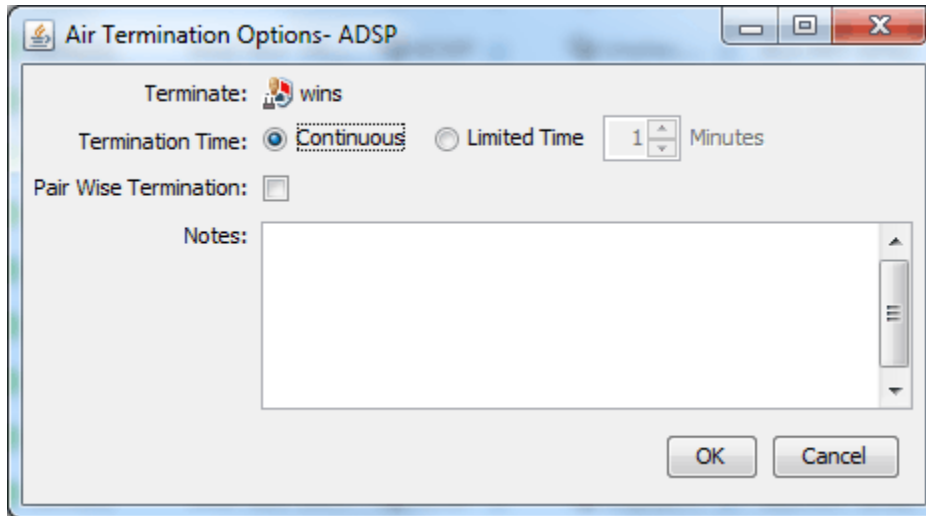 Air Termination Options- ADSP
Terminate: wins
Termination Time: Continuous Limited Time 1 Minutes
Pair Wise Termination:
Notes:
OK Cancel